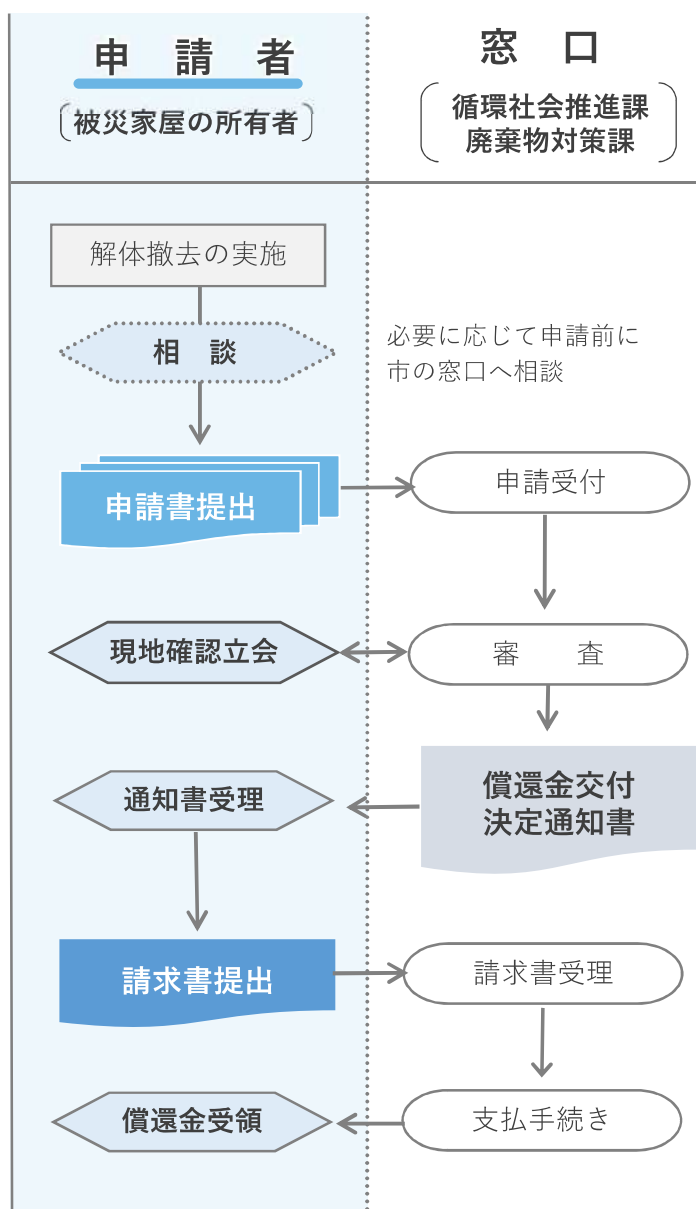 申　請　者
〔被災家屋の所有者〕
窓　口
循環社会推進課
廃棄物対策課
解体撤去の実施
相　談
必要に応じて申請前に
市の窓口へ相談
申請書提出
申請受付
現地確認立会
審　　査
償還金交付
決定通知書
通知書受理
請求書提出
請求書受理
償還金受領
支払手続き